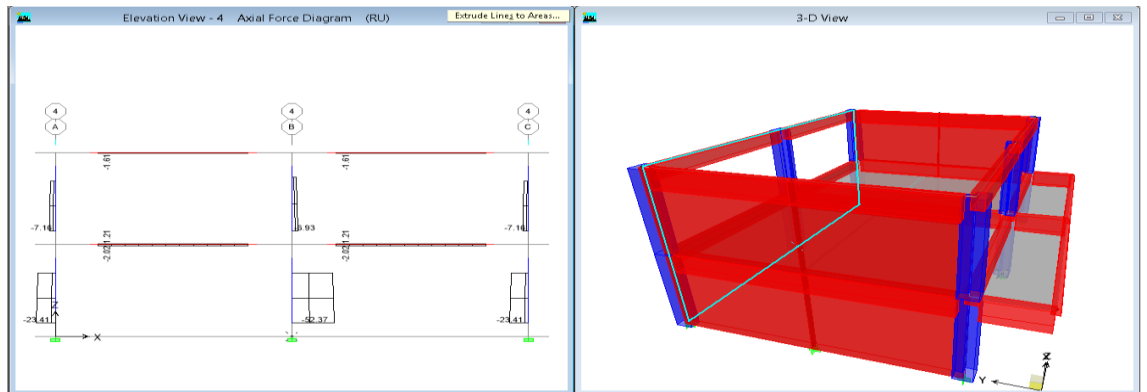 Elevation View - 4 Axial Force Diagram (RU)
Extrude Lines to Areas...
3-D View
4 4 4
A B C
-1.61 -1.61
-7.16 -7.16
-2.02 1.21 -2.02 1.21
-23.41 -52.37 -23.41
Z
X
Z
Y